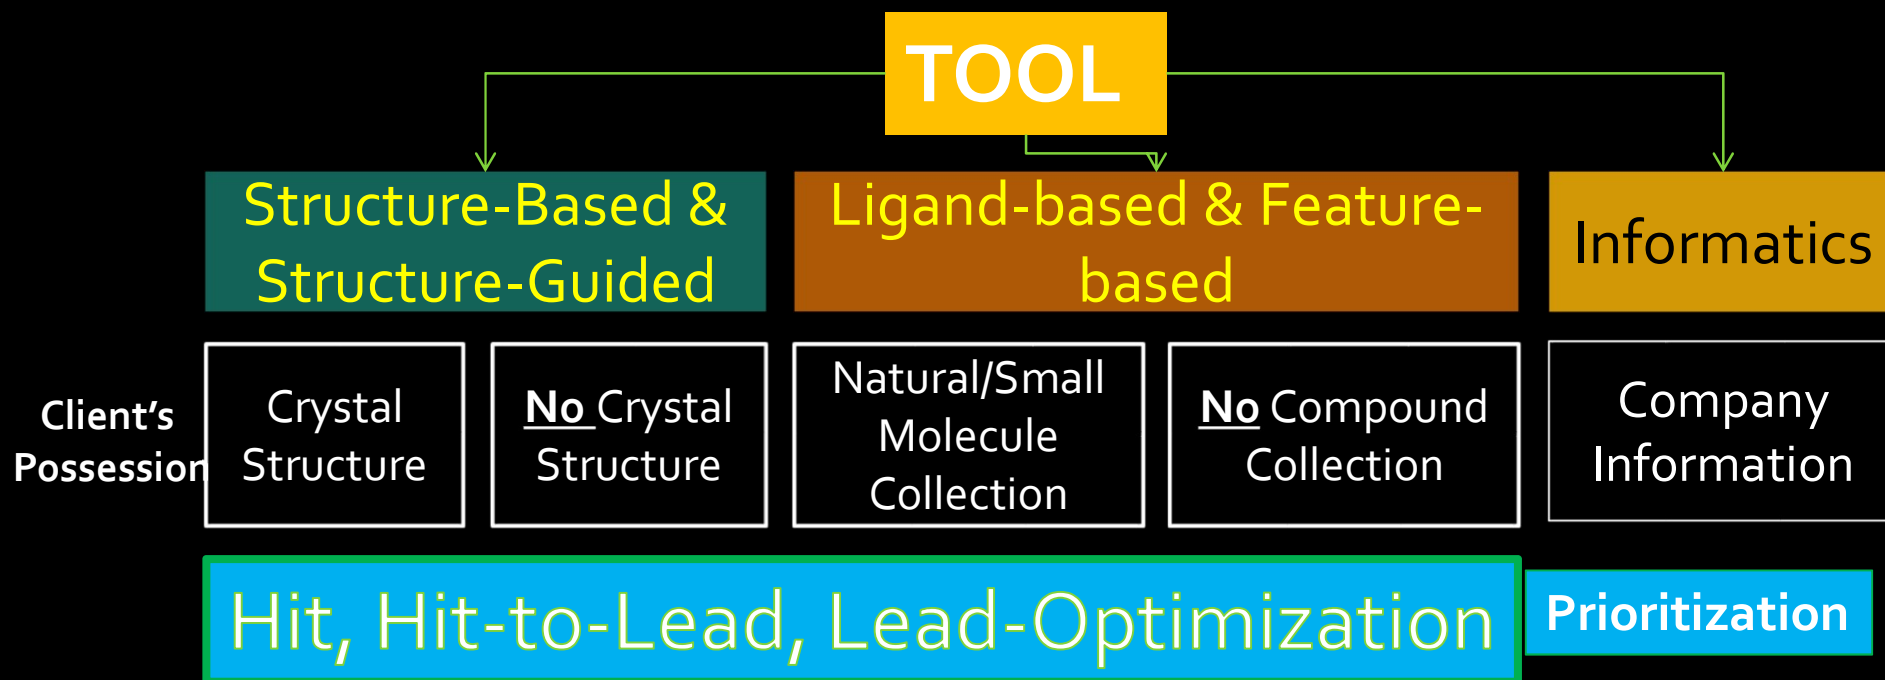 TOOL
Structure-Based &
Structure-Guided
Ligand-based & Feature-
based
Informatics
Client's
Possession
Crystal
Structure
No Crystal
Structure
Natural/Small
Molecule
Collection
No Compound
Collection
Company
Information
Hit, Hit-to-Lead, Lead-Optimization
Prioritization